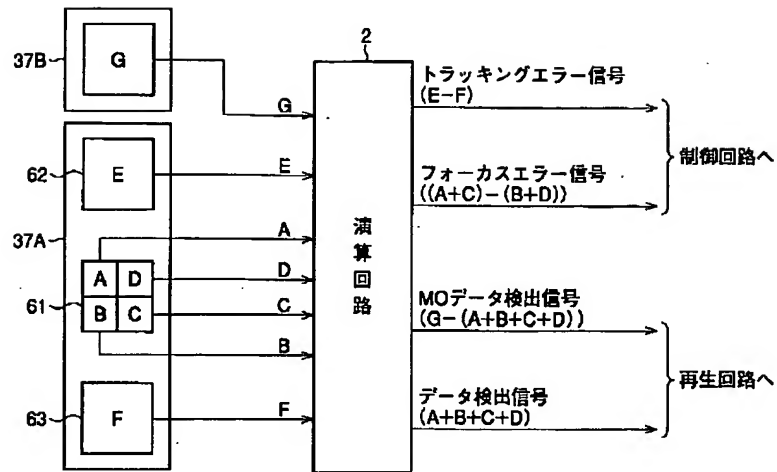 2
37B
G
G
トラッキングエラー信号
(E-F)
制御回路へ
62
E
E
フォーカスエラー信号
((A+C)-(B+D))
37A
A
演算回路
61
A
D
B
C
D
C
B
MOデータ検出信号
(G-(A+B+C+D))
再生回路へ
63
F
F
データ検出信号
(A+B+C+D)